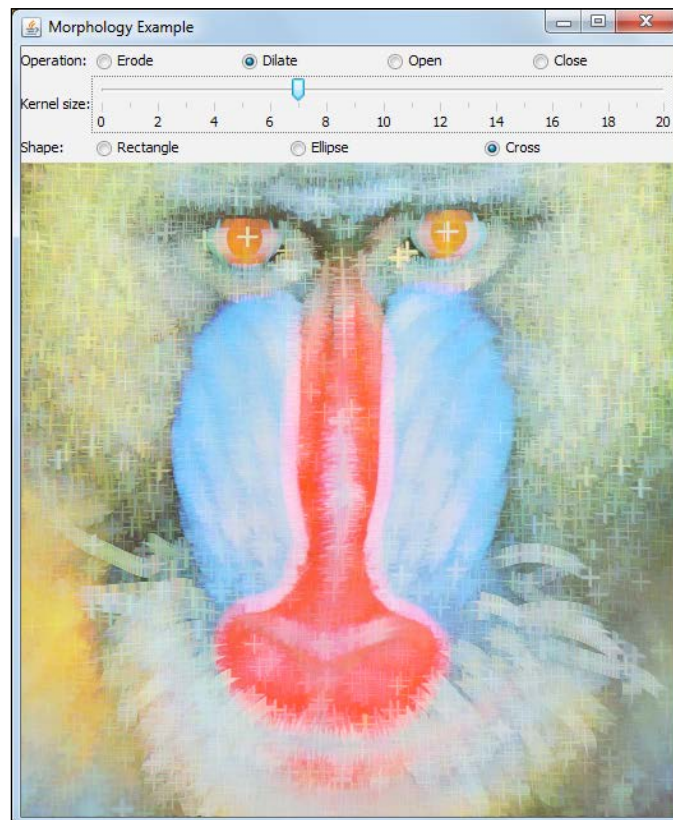 Morphology Example
Operation: Erode Dilate Open Close
Kernel size:
0 2 4 6 8 10 12 14 16 18 20
Shape: Rectangle Ellipse Cross